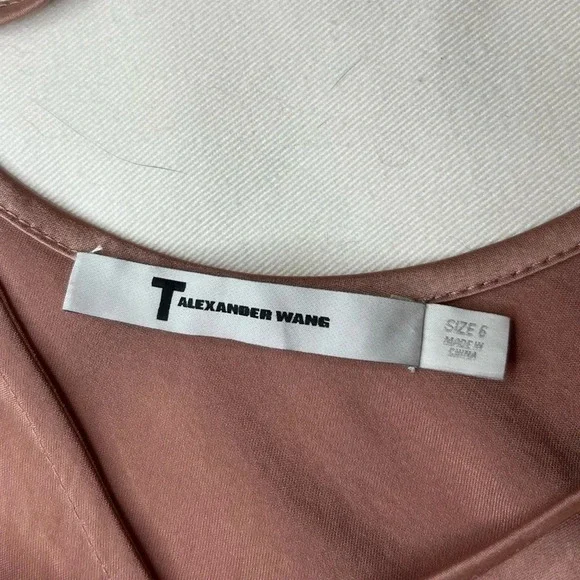 T ALEXANDER WANG
SIZE 6
MADE IN
CHINA